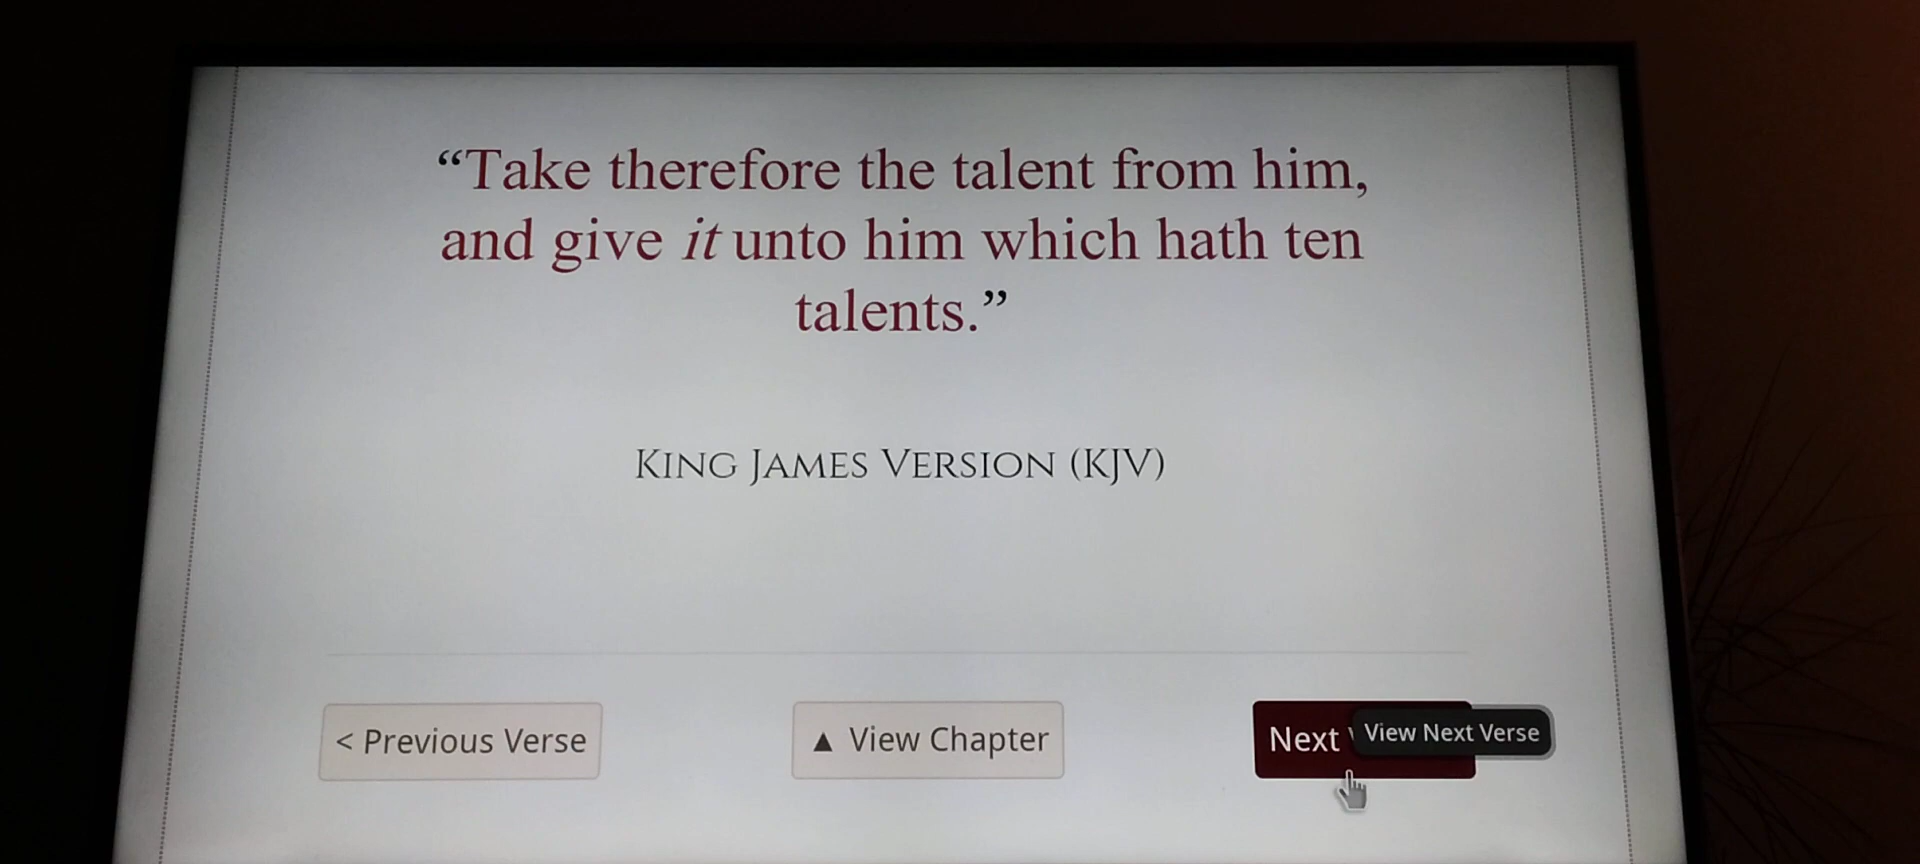 “Take therefore the talent from him,
and give it unto him which hath ten
talents.”
King James Version (KJV)
< Previous Verse
▲ View Chapter
Next
View Next Verse